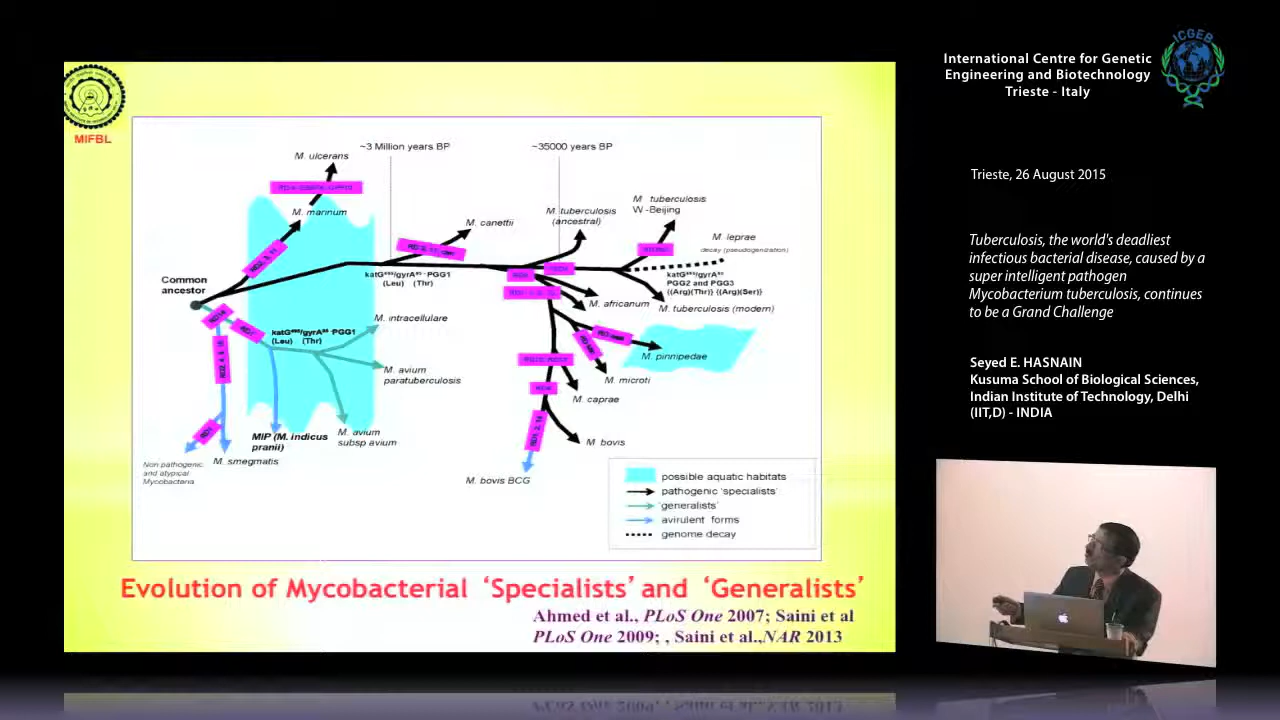 MIFBL
~3 Million years BP
~35000 years BP
M. ulcerans
M. marinum
M. canettii
M. tuberculosis
(ancestral)
M. tuberculosis
W -Beijing
M. leprae
decay (pseudogenization)
katG⁴⁶³/gyrA⁹⁵ -PGG1
(Leu) (Thr)
katG⁴⁶³/gyrA⁹⁵
PGG2 and PGG3
{(Arg)(Thr)} {(Arg)(Ser)}
Common
ancestor
M. africanum
M. tuberculosis (modern)
M. intracellulare
katG⁴⁶³/gyrA⁹⁵ -PGG1
(Leu) (Thr)
M. pinnipedae
M. avium
paratuberculosis
M. microti
M. caprae
MIP (M. indicus
pranii)
M. avium
subsp avium
M. bovis
Non pathogenic
and atypical
Mycobacteria
M. smegmatis
M. bovis BCG
possible aquatic habitats
pathogenic 'specialists'
'generalists'
avirulent forms
genome decay
Evolution of Mycobacterial 'Specialists' and 'Generalists'
Ahmed et al., PLoS One 2007; Saini et al
PLoS One 2009; , Saini et al.,NAR 2013
International Centre for Genetic
Engineering and Biotechnology
Trieste - Italy
ICGEB
Trieste, 26 August 2015
Tuberculosis, the world's deadliest
infectious bacterial disease, caused by a
super intelligent pathogen
Mycobacterium tuberculosis, continues
to be a Grand Challenge
Seyed E. HASNAIN
Kusuma School of Biological Sciences,
Indian Institute of Technology, Delhi
(IIT,D) - INDIA